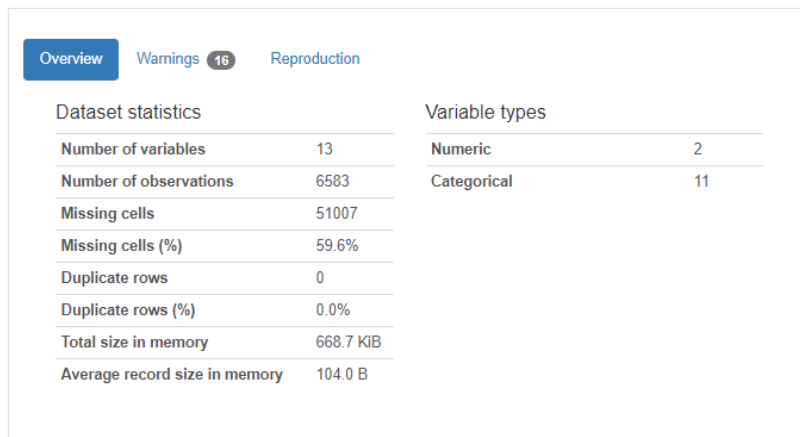 Overview Warnings 16 Reproduction
Dataset statistics
Number of variables 13
Number of observations 6583
Missing cells 51007
Missing cells (%) 59.6%
Duplicate rows 0
Duplicate rows (%) 0.0%
Total size in memory 668.7 KiB
Average record size in memory 104.0 B
Variable types
Numeric 2
Categorical 11